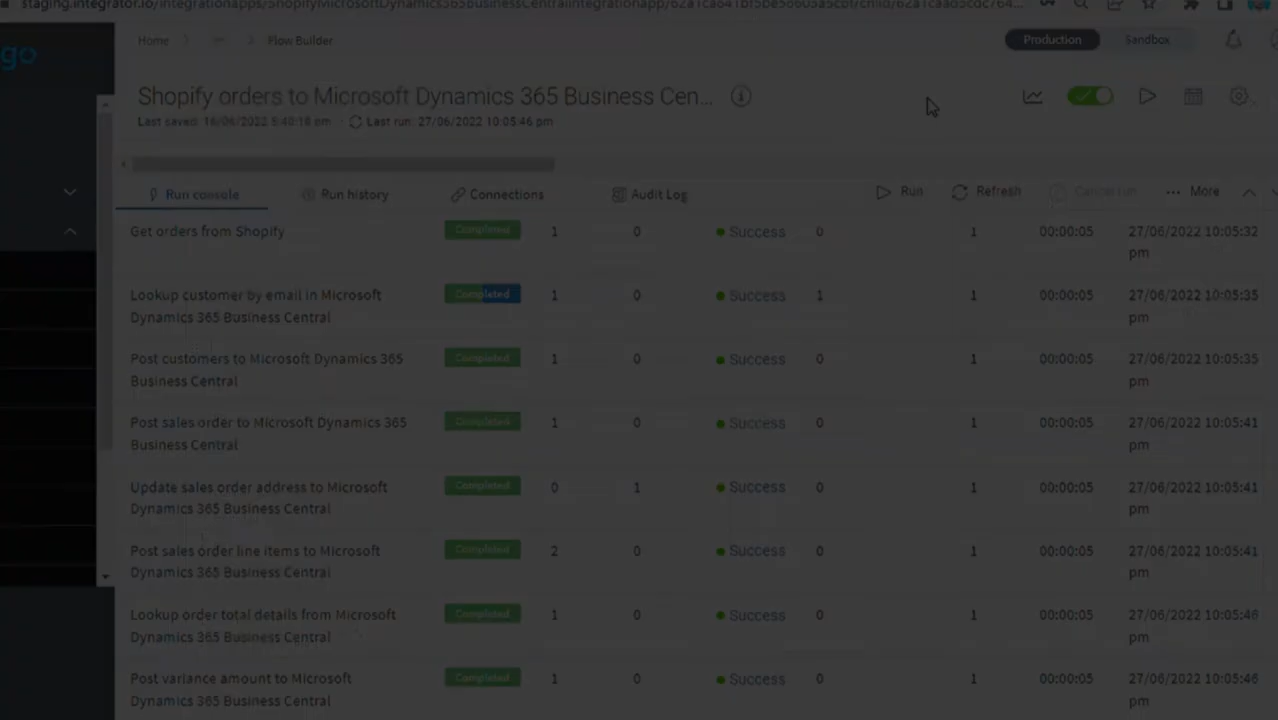 staging.integrator.io/integrationapps/ShopifyMicrosoftDynamics365BusinessCentralIntegrationapp/
go
Home
Flow Builder
Production
Sandbox
Shopify orders to Microsoft Dynamics 365 Business Cen...
Last saved: 16/06/2022 5:40:16 pm
Last run: 27/06/2022 10:05:46 pm
Run console
Run history
Connections
Audit Log
Run
Refresh
Cancel run
More
Get orders from Shopify Completed 1 0 Success 0 1 00:00:05 27/06/2022 10:05:32
pm
Lookup customer by email in Microsoft Completed 1 0 Success 1 1 00:00:05 27/06/2022 10:05:35
Dynamics 365 Business Central pm
Post customers to Microsoft Dynamics 365 Completed 1 0 Success 0 1 00:00:05 27/06/2022 10:05:35
Business Central pm
Post sales order to Microsoft Dynamics 365 Completed 1 0 Success 0 1 00:00:05 27/06/2022 10:05:41
Business Central pm
Update sales order address to Microsoft Completed 0 1 Success 0 1 00:00:05 27/06/2022 10:05:41
Dynamics 365 Business Central pm
Post sales order line items to Microsoft Completed 2 0 Success 0 1 00:00:05 27/06/2022 10:05:41
Dynamics 365 Business Central pm
Lookup order total details from Microsoft Completed 1 0 Success 0 1 00:00:05 27/06/2022 10:05:46
Dynamics 365 Business Central pm
Post variance amount to Microsoft Completed 1 0 Success 0 1 00:00:05 27/06/2022 10:05:46
Dynamics 365 Business Central pm